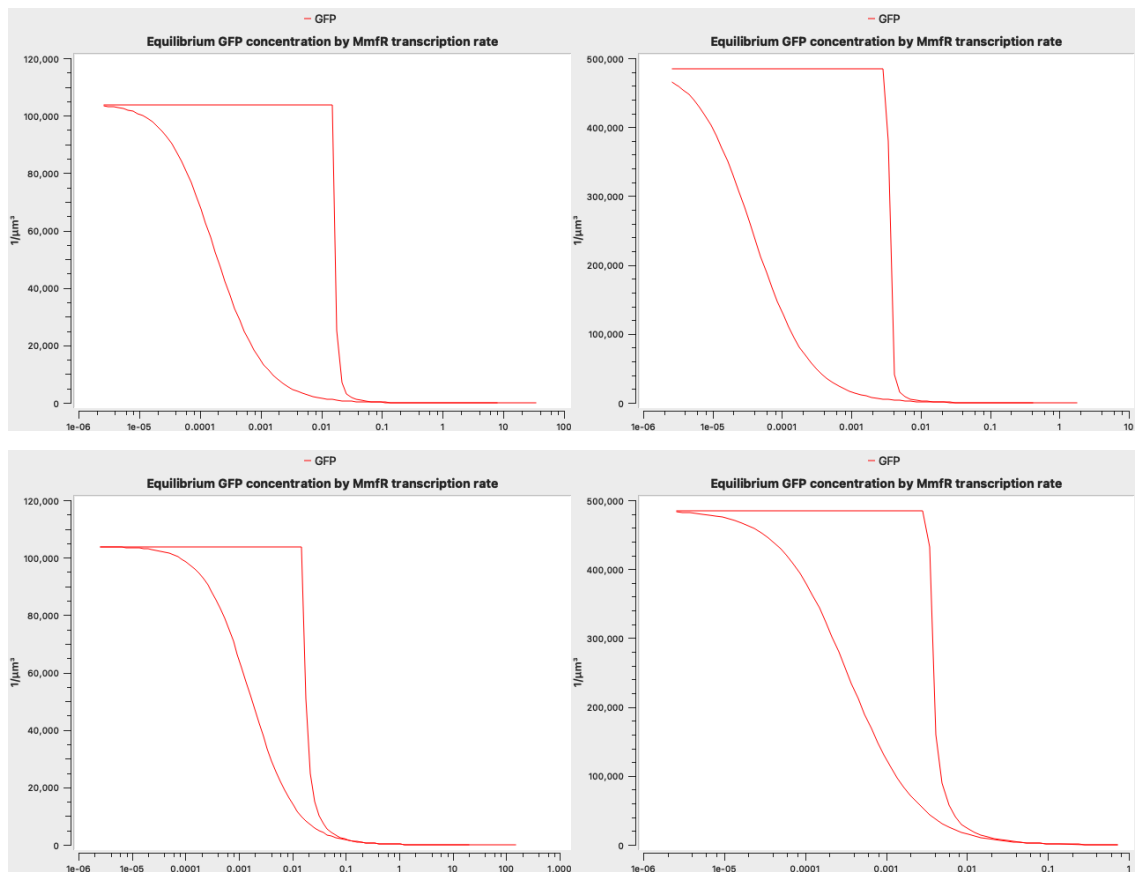 GFP
Equilibrium GFP concentration by MmfR transcription rate
120,000
100,000
80,000
60,000
40,000
20,000
0
1/µm³
1e-06 1e-05 0.0001 0.001 0.01 0.1 1 10 100
GFP
Equilibrium GFP concentration by MmfR transcription rate
500,000
400,000
300,000
200,000
100,000
0
1/µm³
1e-06 1e-05 0.0001 0.001 0.01 0.1 1 10
GFP
Equilibrium GFP concentration by MmfR transcription rate
120,000
100,000
80,000
60,000
40,000
20,000
0
1/µm³
1e-06 1e-05 0.0001 0.001 0.01 0.1 1 10 100 1.000
GFP
Equilibrium GFP concentration by MmfR transcription rate
500,000
400,000
300,000
200,000
100,000
0
1/µm³
1e-06 1e-05 0.0001 0.001 0.01 0.1 1